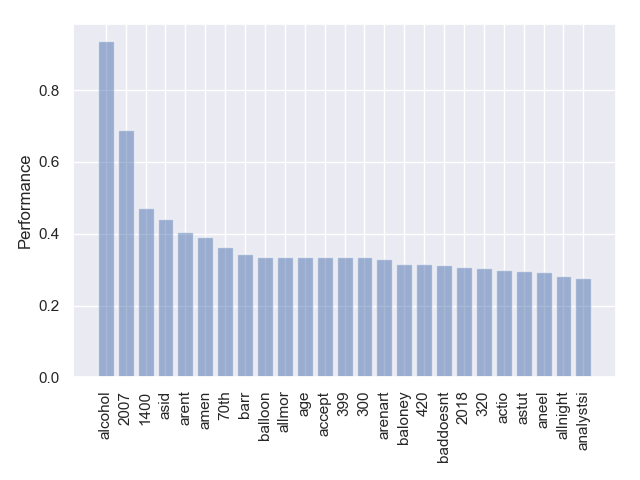 Performance
0.8
0.6
0.4
0.2
0.0
alcohol
2007
1400
asid
arent
amen
70th
barr
balloon
allmor
age
accept
399
300
arenart
baloney
420
baddoesnt
2018
320
actio
astut
aneel
allnight
analystsi